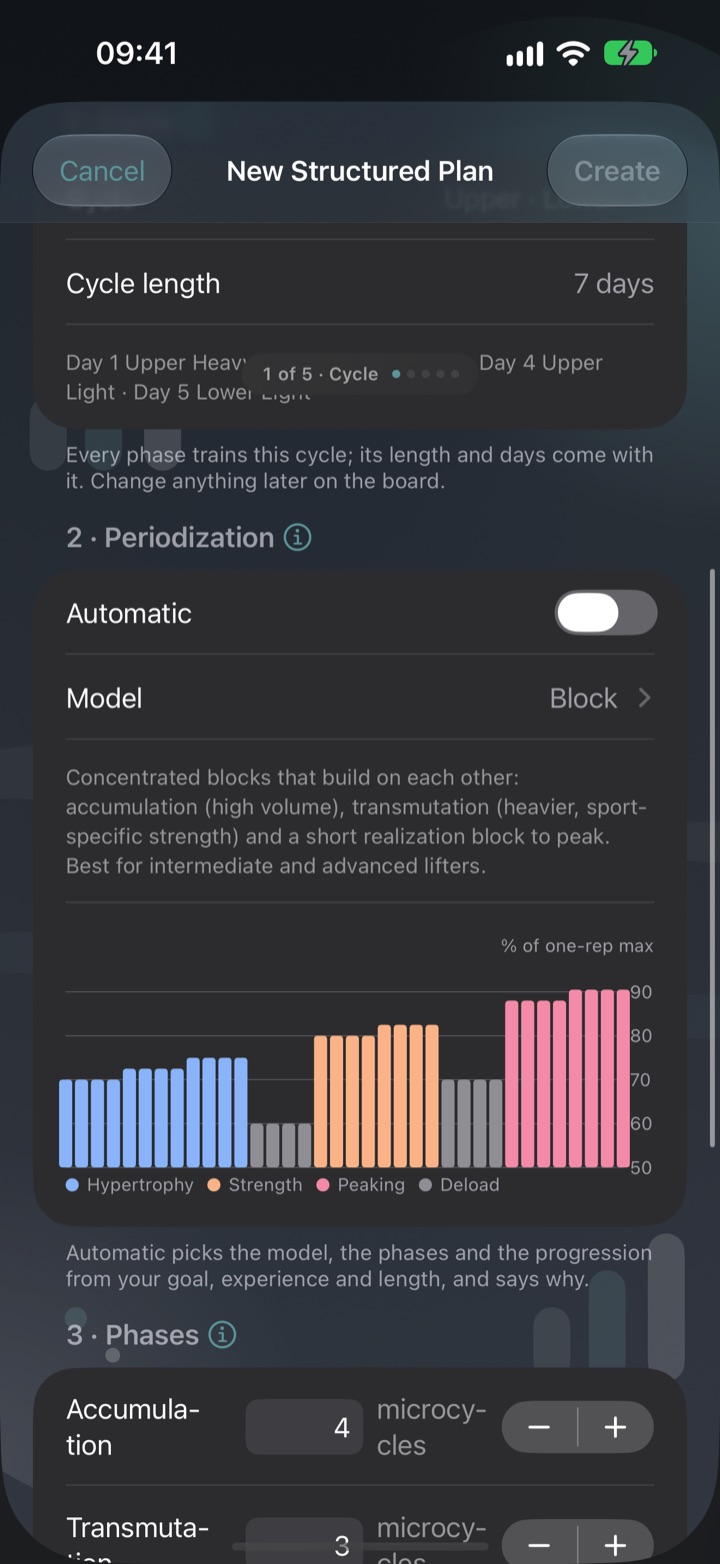 09:41
Cancel
New Structured Plan
Create
Cycle length
7 days
Day 1 Upper Heavy
1 of 5 · Cycle
Day 4 Upper
Light · Day 5 Lower Light
Every phase trains this cycle; its length and days come with
it. Change anything later on the board.
2 · Periodization
Automatic
Model
Block
Concentrated blocks that build on each other:
accumulation (high volume), transmutation (heavier, sport-
specific strength) and a short realization block to peak.
Best for intermediate and advanced lifters.
% of one-rep max
90
80
70
60
50
Hypertrophy
Strength
Peaking
Deload
Automatic picks the model, the phases and the progression
from your goal, experience and length, and says why.
3 · Phases
Accumula-
tion
4
microcy-
cles
Transmuta-
tion
3
microcy-
cles